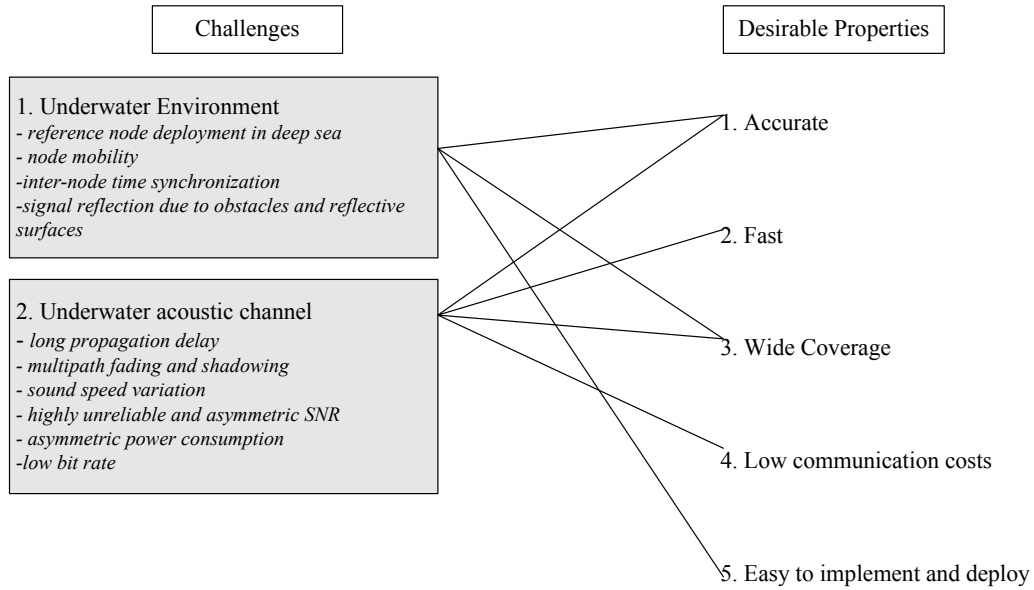 Challenges
Desirable Properties
1. Underwater Environment
- reference node deployment in deep sea
- node mobility
-inter-node time synchronization
-signal reflection due to obstacles and reflective
surfaces
2. Underwater acoustic channel
- long propagation delay
- multipath fading and shadowing
- sound speed variation
- highly unreliable and asymmetric SNR
- asymmetric power consumption
-low bit rate
1. Accurate
2. Fast
3. Wide Coverage
4. Low communication costs
5. Easy to implement and deploy